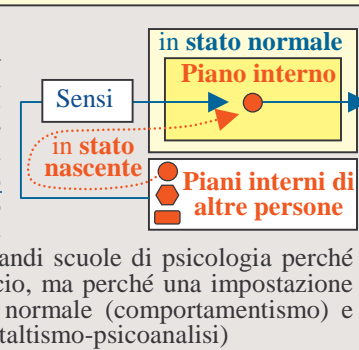 in stato normale
Piano interno
Sensi
in stato
nascente
Piani interni di
altre persone
andi scuole di psicologia perché
cio, ma perché una impostazione
normale (comportamentismo) e
taltismo-psicoanalisi)